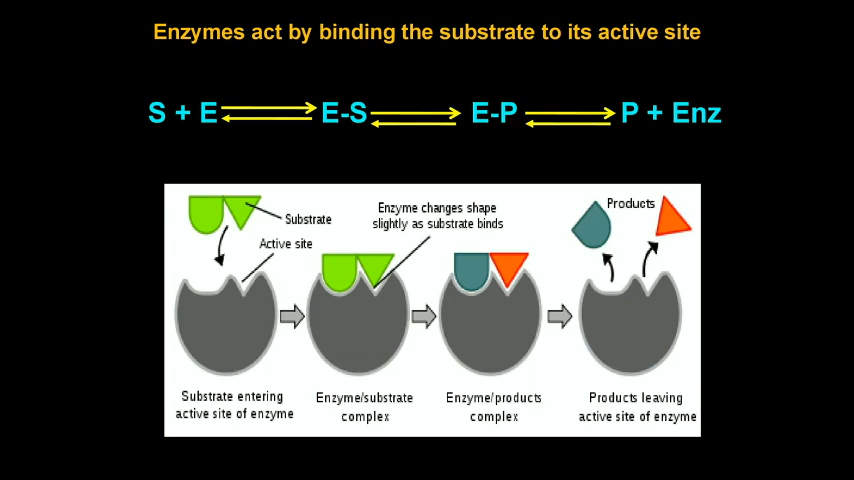 Enzymes act by binding the substrate to its active site
S + E E-S E-P P + Enz
Substrate
Active site
Enzyme changes shape
slightly as substrate binds
Products
Substrate entering
active site of enzyme
Enzyme/substrate
complex
Enzyme/products
complex
Products leaving
active site of enzyme